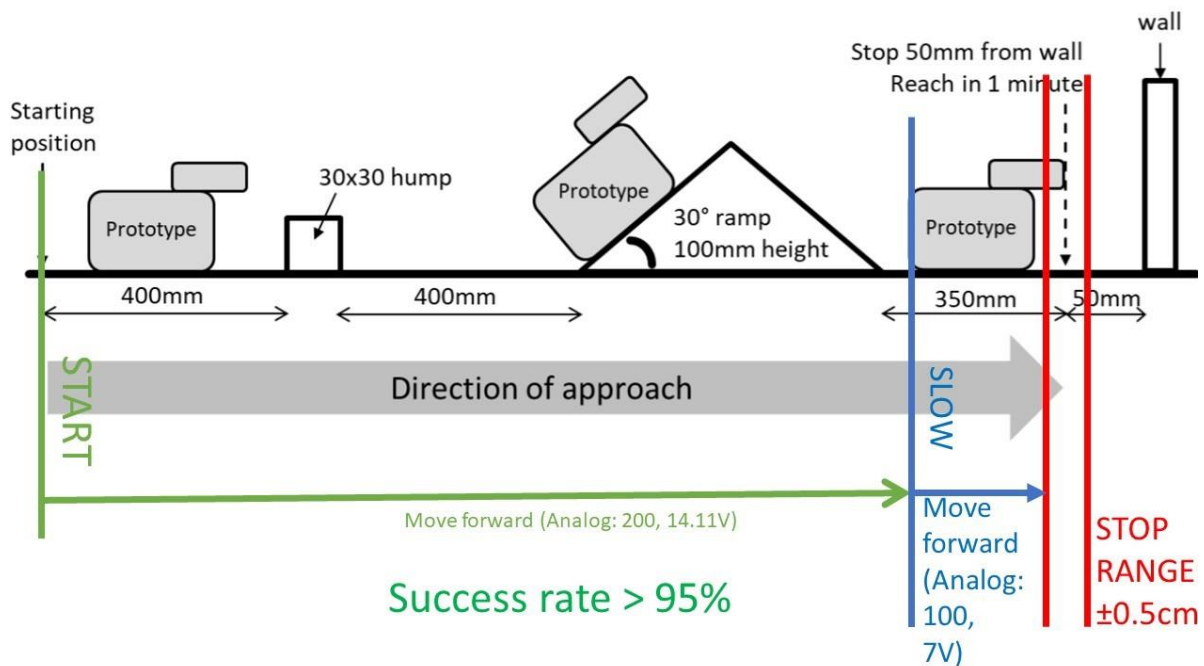 wall
Stop 50mm from wall
Reach in 1 minute
Starting
position
30x30 hump
Prototype
Prototype
30° ramp
100mm height
Prototype
400mm
400mm
350mm
50mm
START
Direction of approach
SLOW
Move forward (Analog: 200, 14.11V)
Move
forward
(Analog:
100,
7V)
STOP
RANGE
±0.5cm
Success rate > 95%